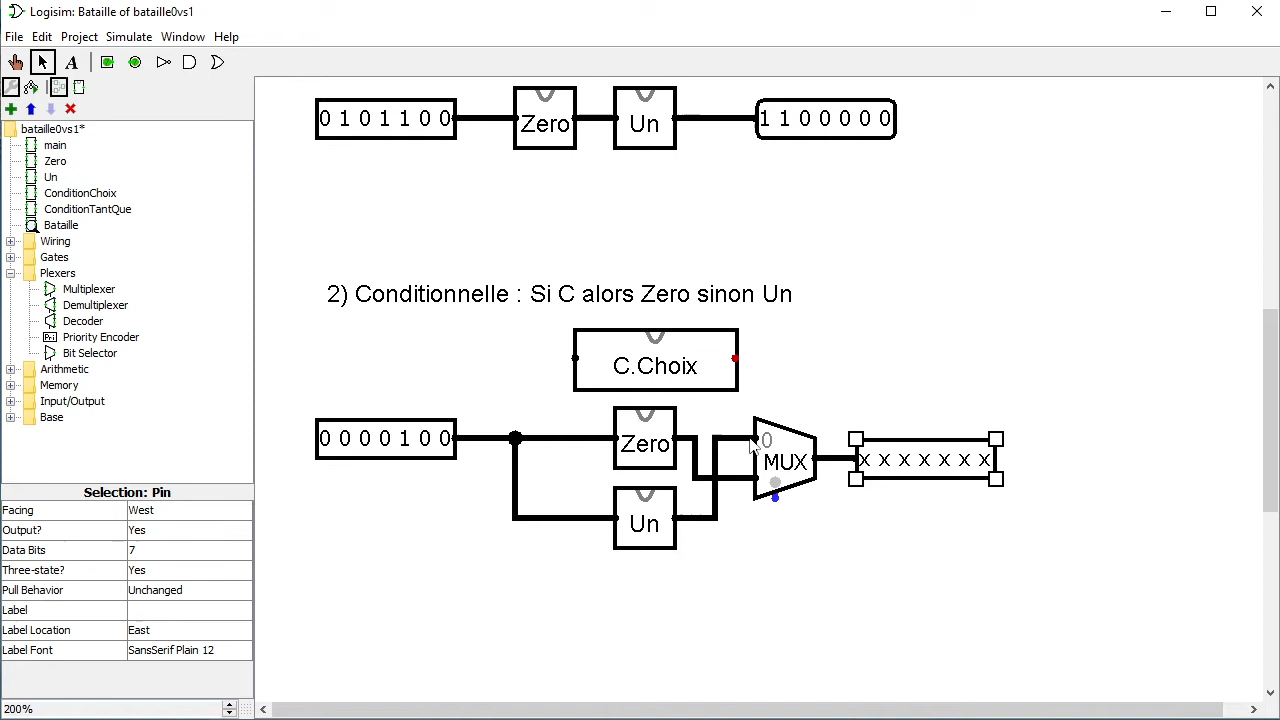 Logisim: Bataille of bataille0vs1
File Edit Project Simulate Window Help
A
bataille0vs1*
main
Zero
Un
ConditionChoix
ConditionTantQue
Bataille
Wiring
Gates
Plexers
Multiplexer
Demultiplexer
Decoder
Pri Priority Encoder
Bit Selector
Arithmetic
Memory
Input/Output
Base
Selection: Pin
Facing West
Output? Yes
Data Bits 7
Three-state? Yes
Pull Behavior Unchanged
Label
Label Location East
Label Font SansSerif Plain 12
200%
0 1 0 1 1 0 0 Zero Un 1 1 0 0 0 0 0
2) Conditionnelle : Si C alors Zero sinon Un
C.Choix
0 0 0 0 1 0 0 Zero 0 MUX x x x x x x x
Un